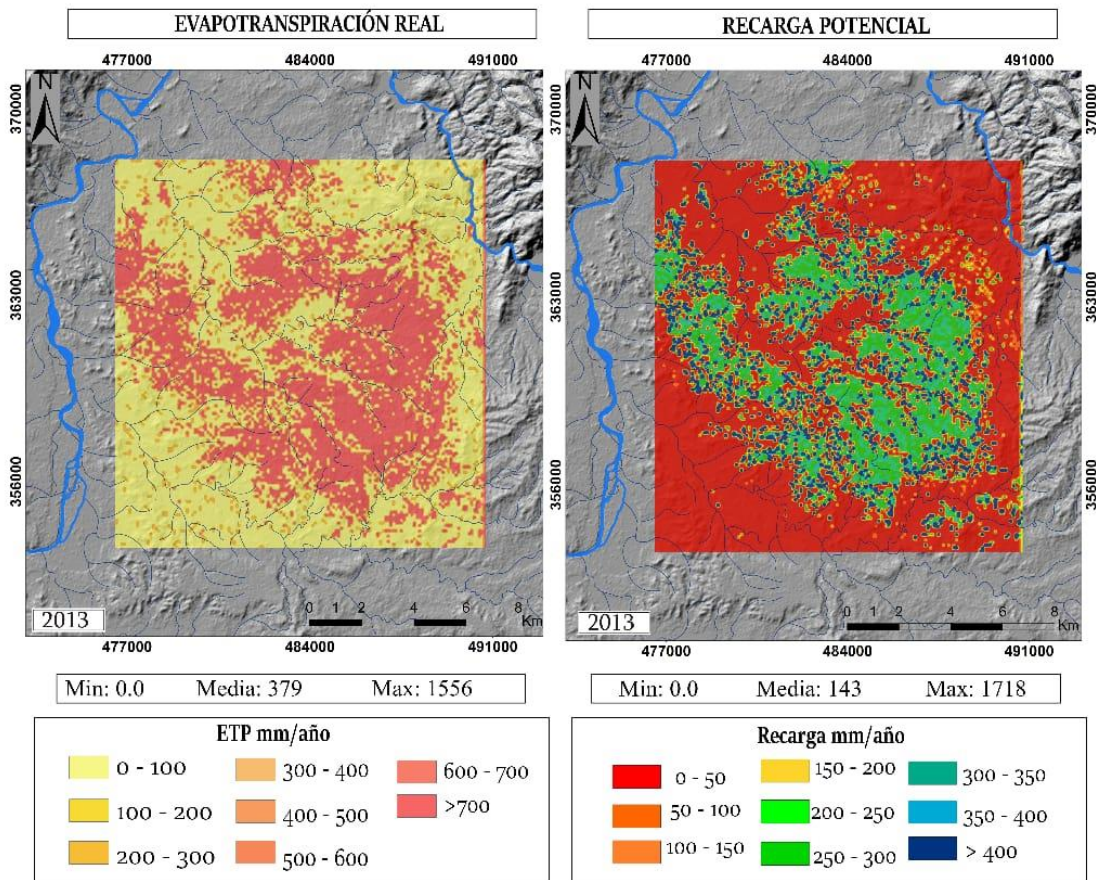 EVAPOTRANSPIRACIÓN REAL
477000 484000 491000
N
370000
363000
356000
2013
0 1 2 4 6 8
Km
477000 484000 491000
Min: 0.0 Media: 379 Max: 1556
ETP mm/año
0 - 100 300 - 400 600 - 700
100 - 200 400 - 500 >700
200 - 300 500 - 600
RECARGA POTENCIAL
477000 484000 491000
N
370000 370000
363000 363000
356000 356000
2013
0 1 2 4 6 8
Km
477000 484000 491000
Min: 0.0 Media: 143 Max: 1718
Recarga mm/año
0 - 50 150 - 200 300 - 350
50 - 100 200 - 250 350 - 400
100 - 150 250 - 300 > 400